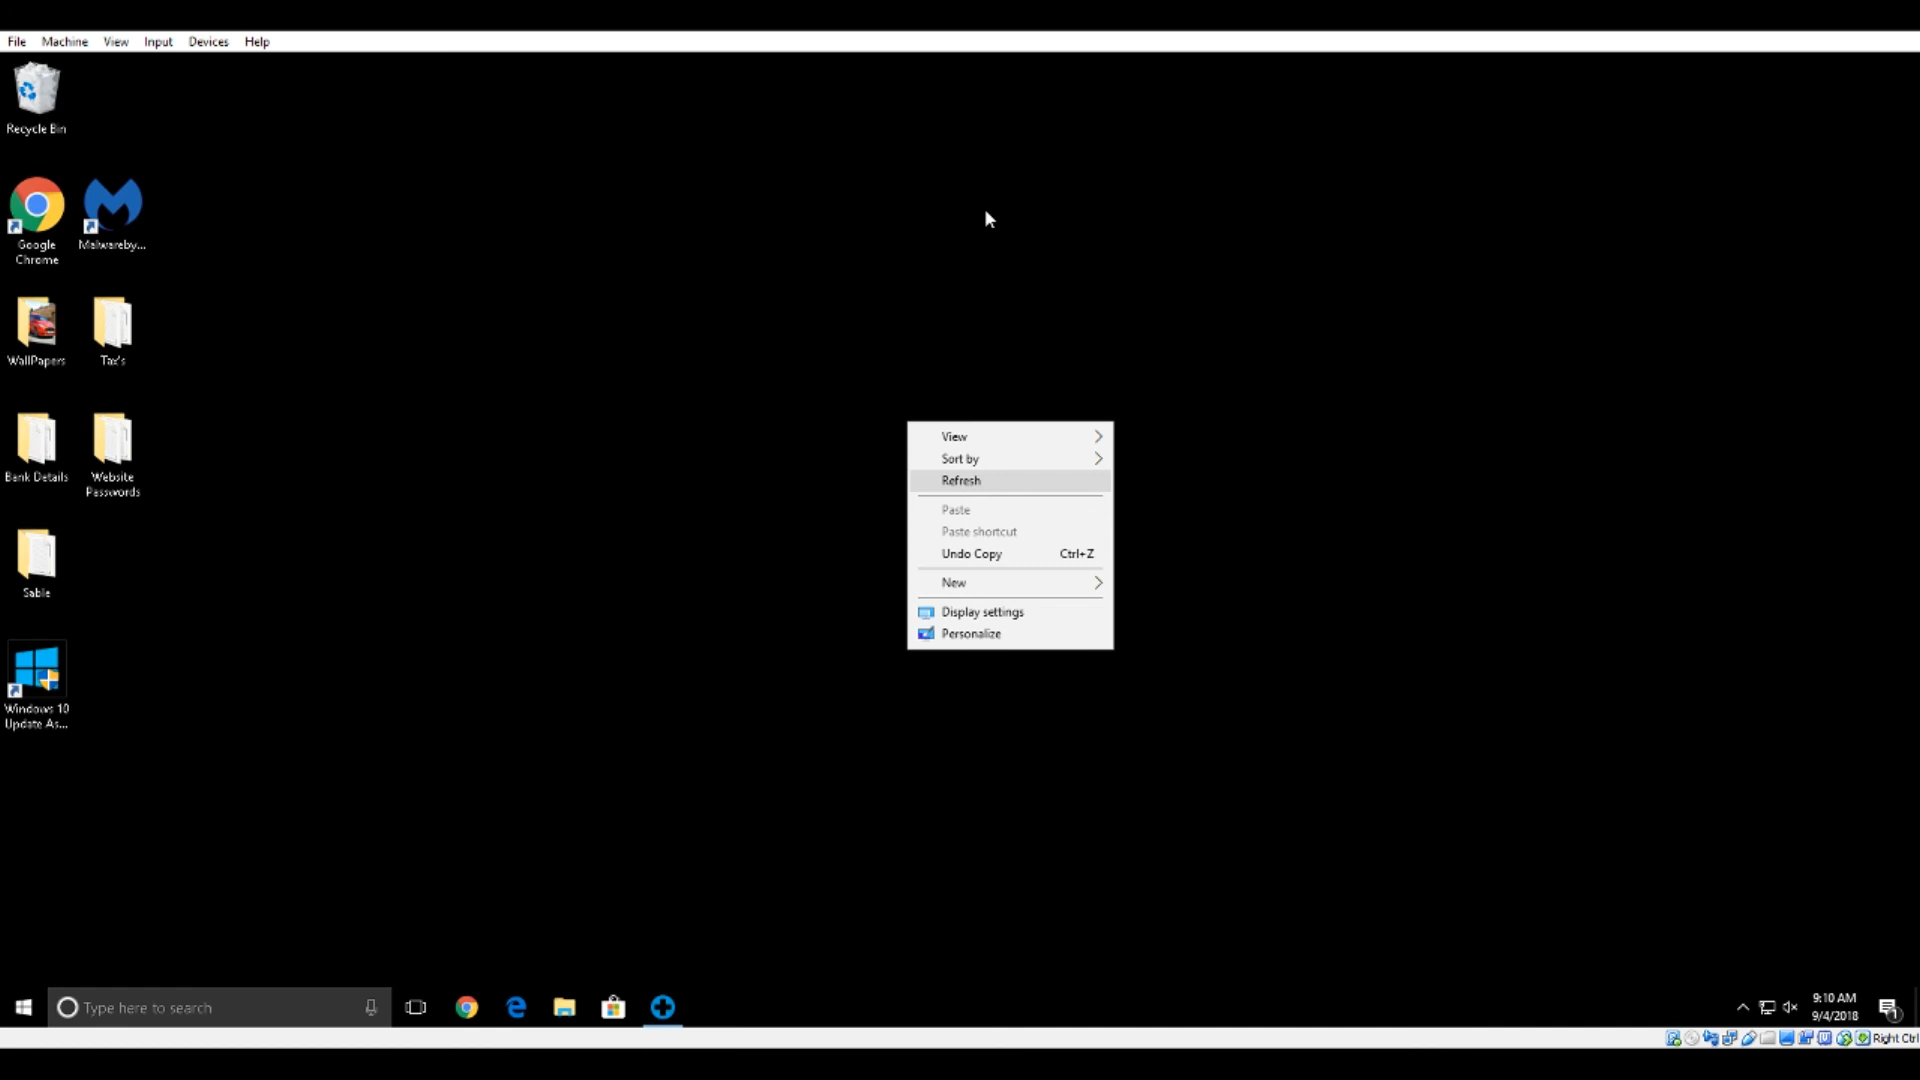 File Machine View Input Devices Help
Recycle Bin
Google
Chrome
Malwareby...
WallPapers
Tax's
Bank Details
Website
Passwords
Sable
Windows 10
Update As...
View
Sort by
Refresh
Paste
Paste shortcut
Undo Copy Ctrl+Z
New
Display settings
Personalize
Type here to search
9:10 AM
9/4/2018
1
Right Ctrl